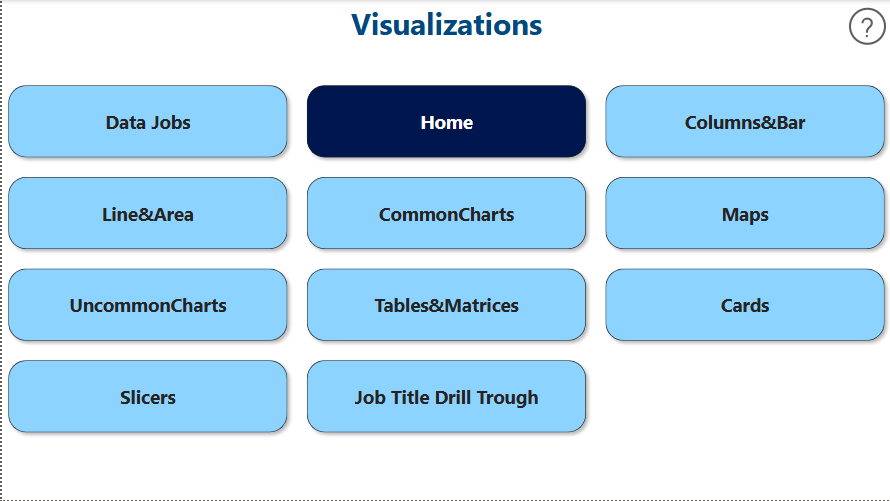 Visualizations
?
Data Jobs
Home
Columns&Bar
Line&Area
CommonCharts
Maps
UncommonCharts
Tables&Matrices
Cards
Slicers
Job Title Drill Trough